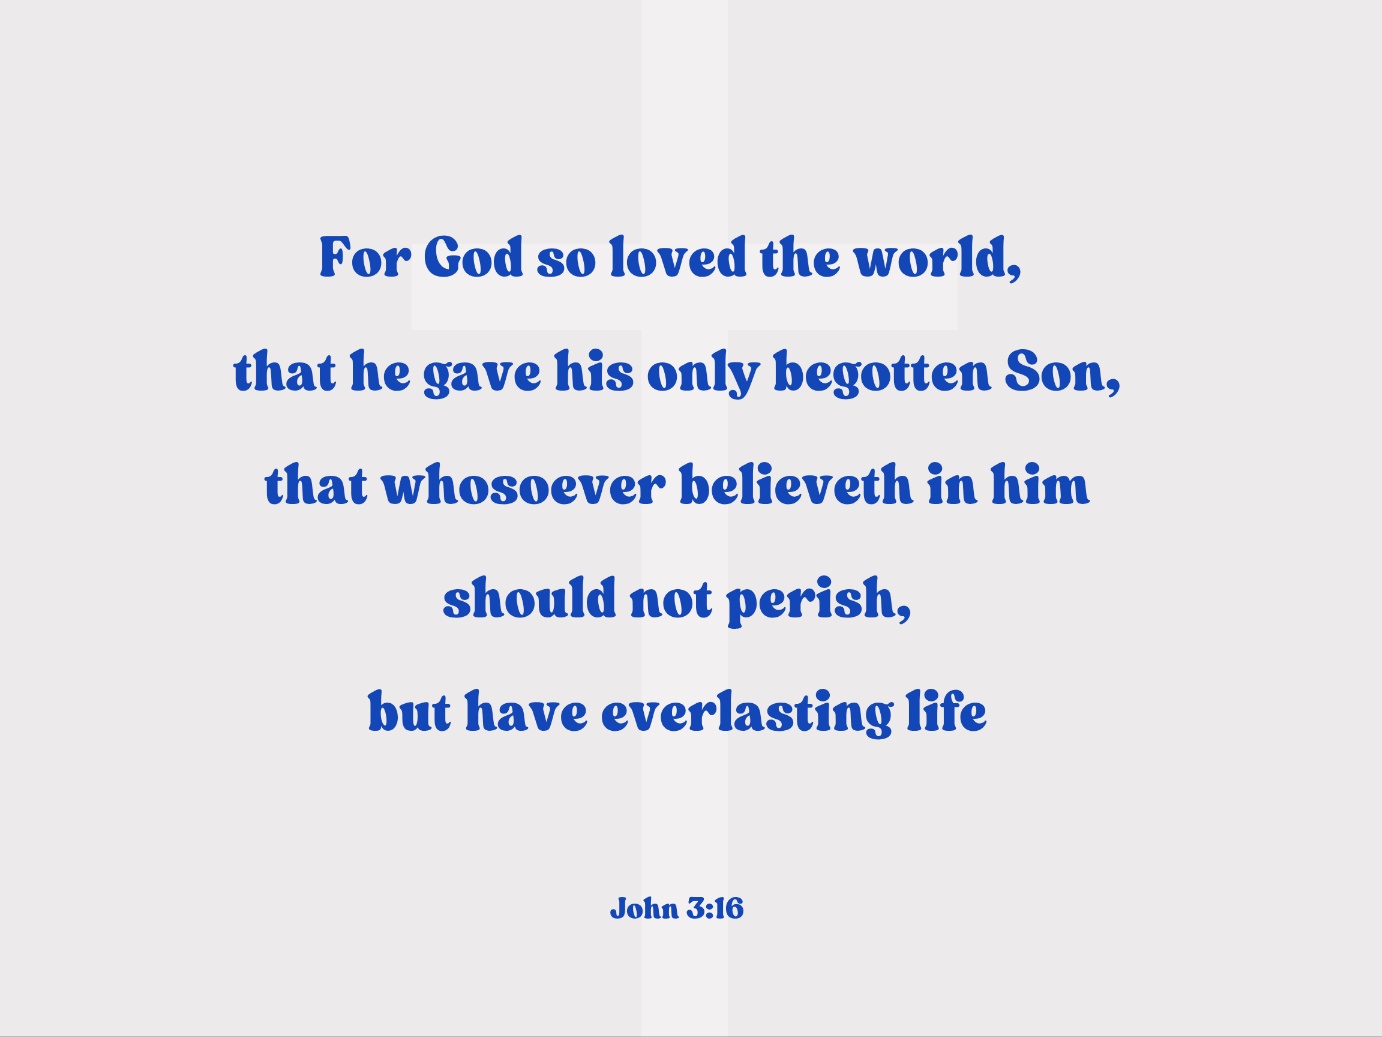 For God so loved the world,
that he gave his only begotten Son,
that whosoever believeth in him
should not perish,
but have everlasting life
John 3:16